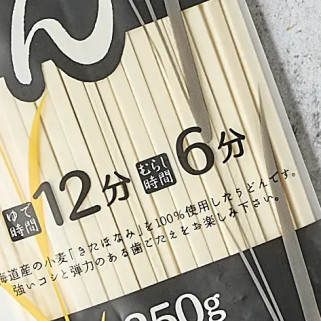 ん
ゆで時間 12分 むらし時間 6分
海道産の小麦「きたほなみ」を100%使用したうどんです。
強いコシと弾力のある歯ごたえをお楽しみ下さい。
250g